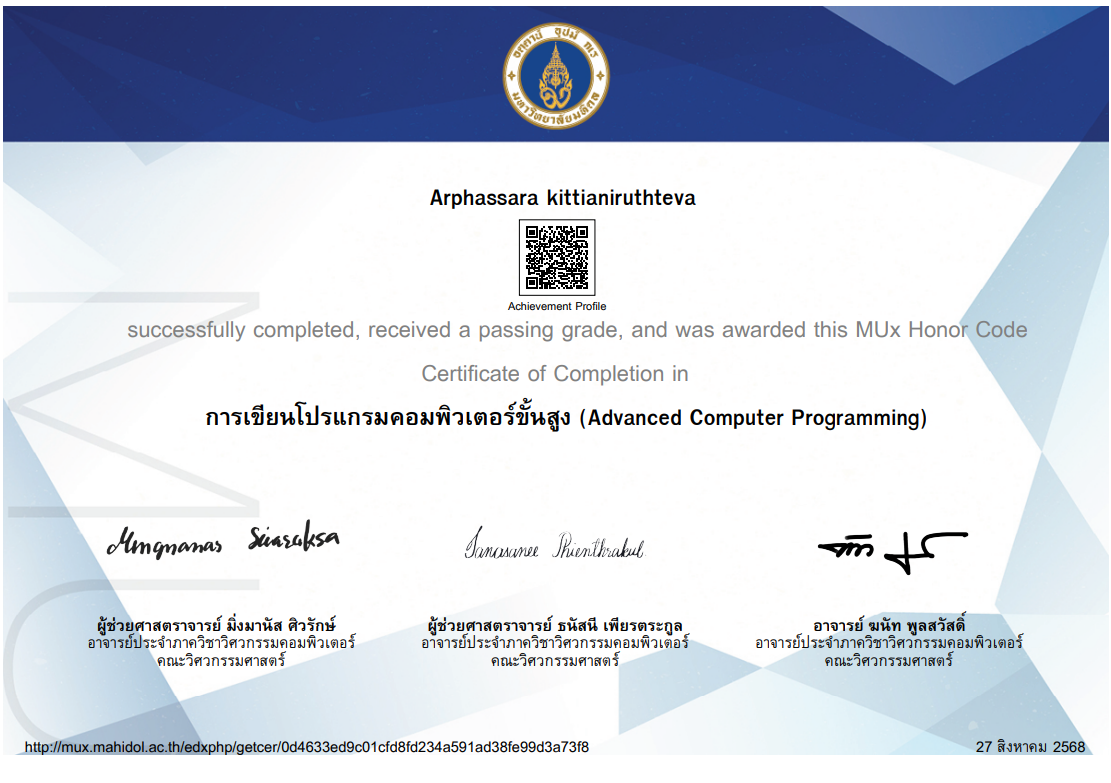 อตฺตานํ อุปมํ กเร
มหาวิทยาลัยมหิดล
Arphassara kittianiruthteva
Achievement Profile
successfully completed, received a passing grade, and was awarded this MUx Honor Code
Certificate of Completion in
การเขียนโปรแกรมคอมพิวเตอร์ขั้นสูง (Advanced Computer Programming)
Mingmanas Sivaraksa
Tanasanee Phienthrakul
ผู้ช่วยศาสตราจารย์ มิ่งมานัส ศิวรักษ์
อาจารย์ประจำภาควิชาวิศวกรรมคอมพิวเตอร์
คณะวิศวกรรมศาสตร์
ผู้ช่วยศาสตราจารย์ ธนัสนี เพียรตระกูล
อาจารย์ประจำภาควิชาวิศวกรรมคอมพิวเตอร์
คณะวิศวกรรมศาสตร์
อาจารย์ ฆนัท พูลสวัสดิ์
อาจารย์ประจำภาควิชาวิศวกรรมคอมพิวเตอร์
คณะวิศวกรรมศาสตร์
http://mux.mahidol.ac.th/edxphp/getcer/0d4633ed9c01cfd8fd234a591ad38fe99d3a73f8
27 สิงหาคม 2568